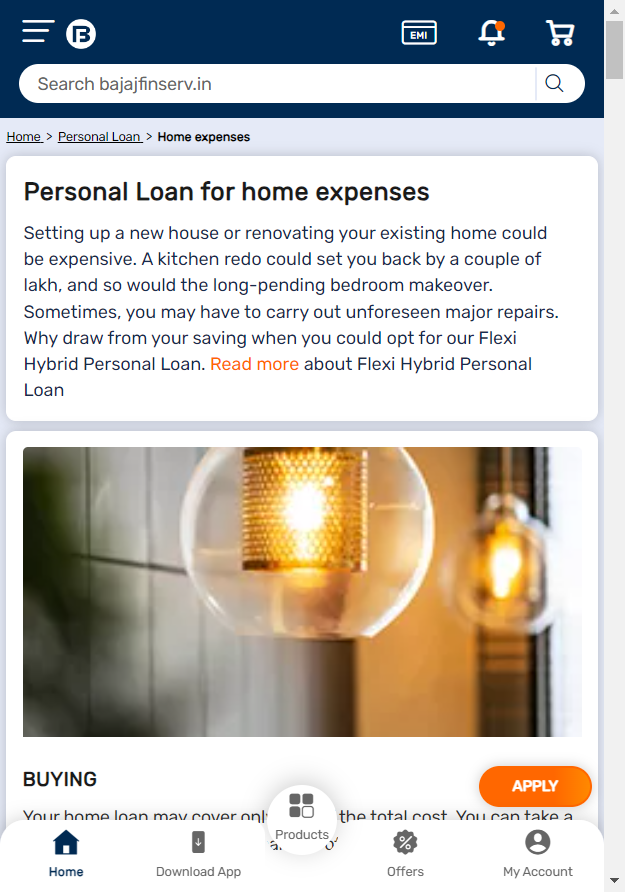 EMI
Search bajajfinserv.in
Home > Personal Loan > Home expenses
Personal Loan for home expenses
Setting up a new house or renovating your existing home could
be expensive. A kitchen redo could set you back by a couple of
lakh, and so would the long-pending bedroom makeover.
Sometimes, you may have to carry out unforeseen major repairs.
Why draw from your saving when you could opt for our Flexi
Hybrid Personal Loan. Read more about Flexi Hybrid Personal
Loan
BUYING
APPLY
Your home loan may cover only the total cost. You can take a
Products
Home
Download App
Offers
My Account